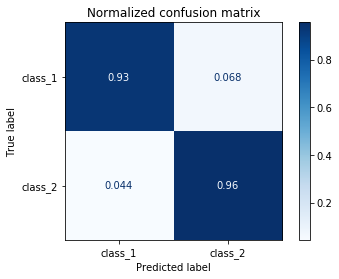 Normalized confusion matrix
True label
class_1
0.93
0.068
class_2
0.044
0.96
class_1
class_2
Predicted label
0.8
0.6
0.4
0.2